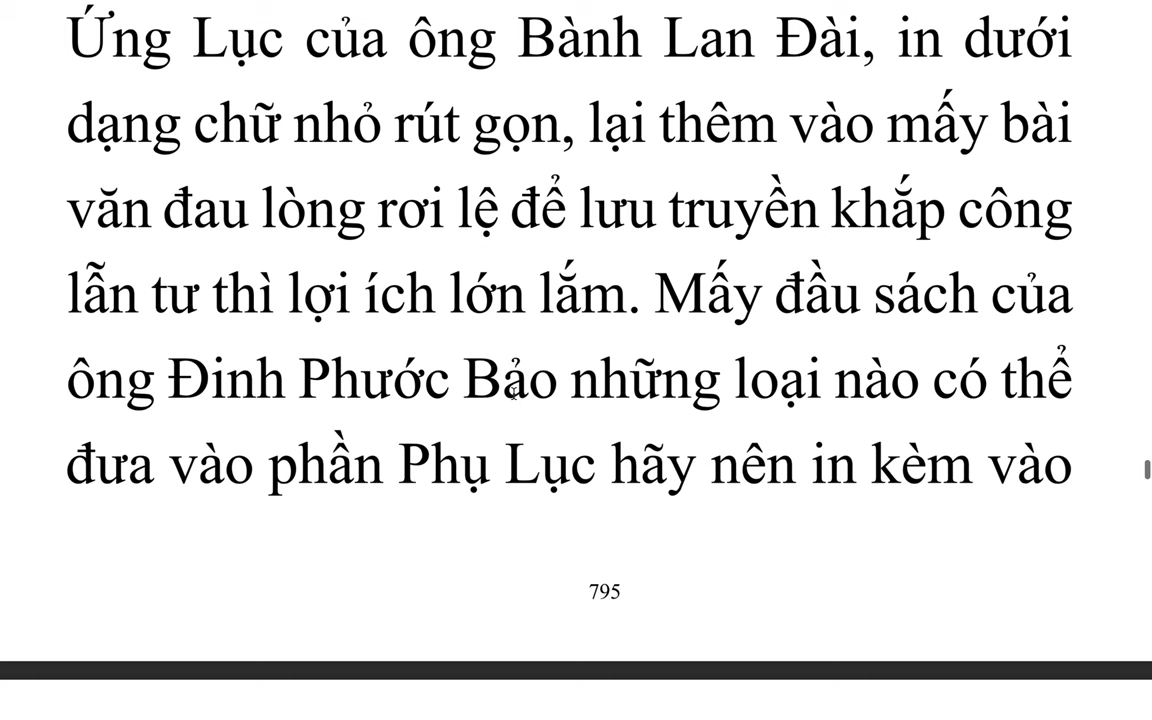 Ứng Lục của ông Bành Lan Đài, in dưới
dạng chữ nhỏ rút gọn, lại thêm vào mấy bài
văn đau lòng rơi lệ để lưu truyền khắp công
lẫn tư thì lợi ích lớn lắm. Mấy đầu sách của
ông Đinh Phước Bảo những loại nào có thể
đưa vào phần Phụ Lục hãy nên in kèm vào
795